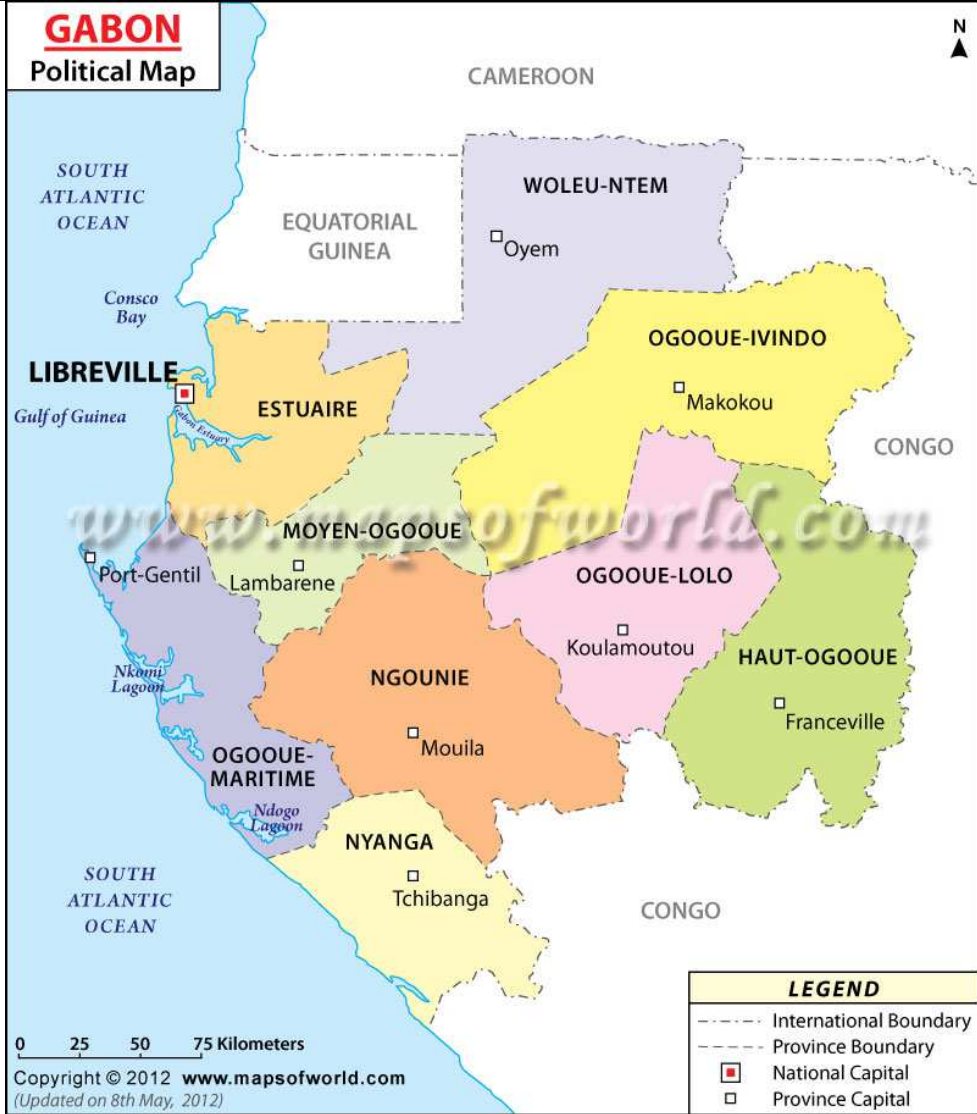 GABON
Political Map
N
CAMEROON
SOUTH
ATLANTIC
OCEAN
WOLEU-NTEM
EQUATORIAL
GUINEA
Oyem
Consco
Bay
OGOOUE-IVINDO
LIBREVILLE
Makokou
Gulf of Guinea
ESTUAIRE
Gabon Estuary
CONGO
www.mapsofworld.com
MOYEN-OGOOUE
Port-Gentil
Lambarene
OGOOUE-LOLO
Koulamoutou
HAUT-OGOOUE
Nkomi
Lagoon
NGOUNIE
Franceville
Mouila
OGOOUE-
MARITIME
Ndogo
Lagoon
NYANGA
Tchibanga
SOUTH
ATLANTIC
OCEAN
CONGO
LEGEND
International Boundary
Province Boundary
National Capital
Province Capital
0 25 50 75 Kilometers
Copyright © 2012 www.mapsofworld.com
(Updated on 8th May, 2012)